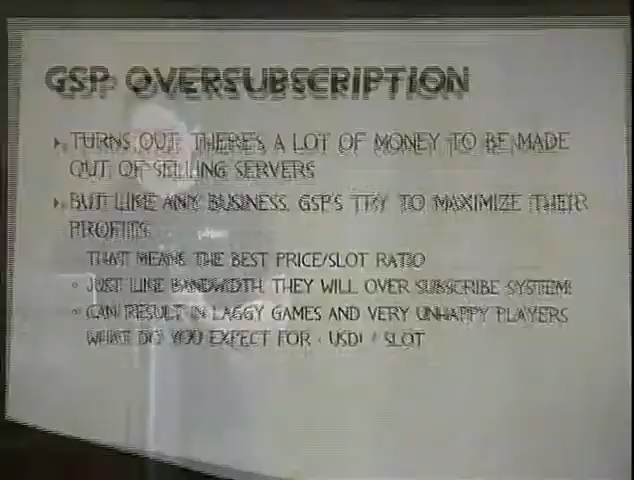 GSP OVERSUBSCRIPTION
TURNS OUT, THERE'S A LOT OF MONEY TO BE MADE
OUT OF SELLING SERVERS
BUT LIKE ANY BUSINESS, GSP'S TRY TO MAXIMIZE THEIR
PROFITS
THAT MEANS THE BEST PRICE/SLOT RATIO
JUST LIKE BANDWIDTH THEY WILL OVER SUBSCRIBE SYSTEMS
CAN RESULT IN LAGGY GAMES AND VERY UNHAPPY PLAYERS
WHAT DO YOU EXPECT FOR < USD1 / SLOT